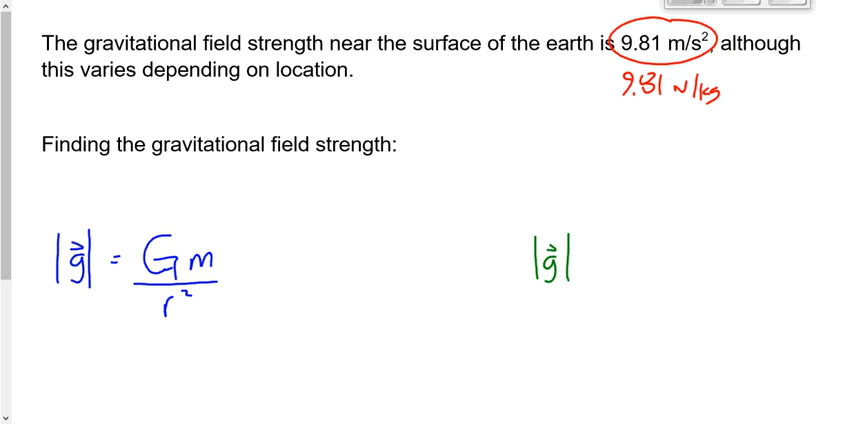 The gravitational field strength near the surface of the earth is 9.81 m/s², although
this varies depending on location.
9.81 N/kg
Finding the gravitational field strength:
|g⃗| = Gm / r²
|g⃗|